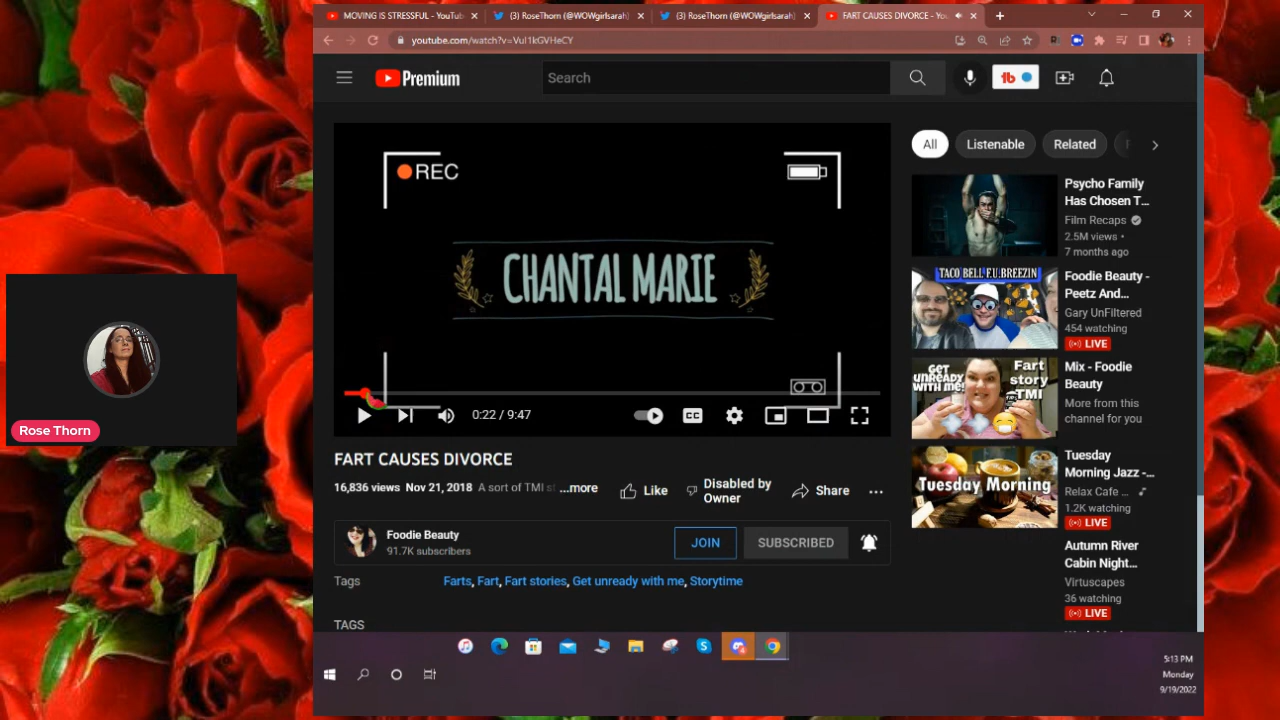 MOVING IS STRESSFUL - YouTub
(3) RoseThorn (@WOWgirlsarah)
(3) RoseThorn (@WOWgirlsarah)
FART CAUSES DIVORCE - You
youtube.com/watch?v=Vul1kGVHeCY
Premium
Search
All
Listenable
Related
REC
CHANTAL MARIE
0:22 / 9:47
CC
FART CAUSES DIVORCE
16,836 views Nov 21, 2018 A sort of TMI st ...more
Like
Disabled by
Owner
Share
Foodie Beauty
91.7K subscribers
JOIN
SUBSCRIBED
Tags
Farts, Fart, Fart stories, Get unready with me, Storytime
TAGS
Psycho Family
Has Chosen T...
Film Recaps
2.5M views •
7 months ago
TACO BELL F.U.BREEZIN
Foodie Beauty -
Peetz And...
Gary UnFiltered
454 watching
LIVE
GET
UNREADY
WITH ME!
Fart
story
TMI
Mix - Foodie
Beauty
More from this
channel for you
Tuesday Morning
Tuesday
Morning Jazz -...
Relax Cafe ...
1.2K watching
LIVE
Autumn River
Cabin Night...
Virtuscapes
36 watching
LIVE
Rose Thorn
5:13 PM
Monday
9/19/2022